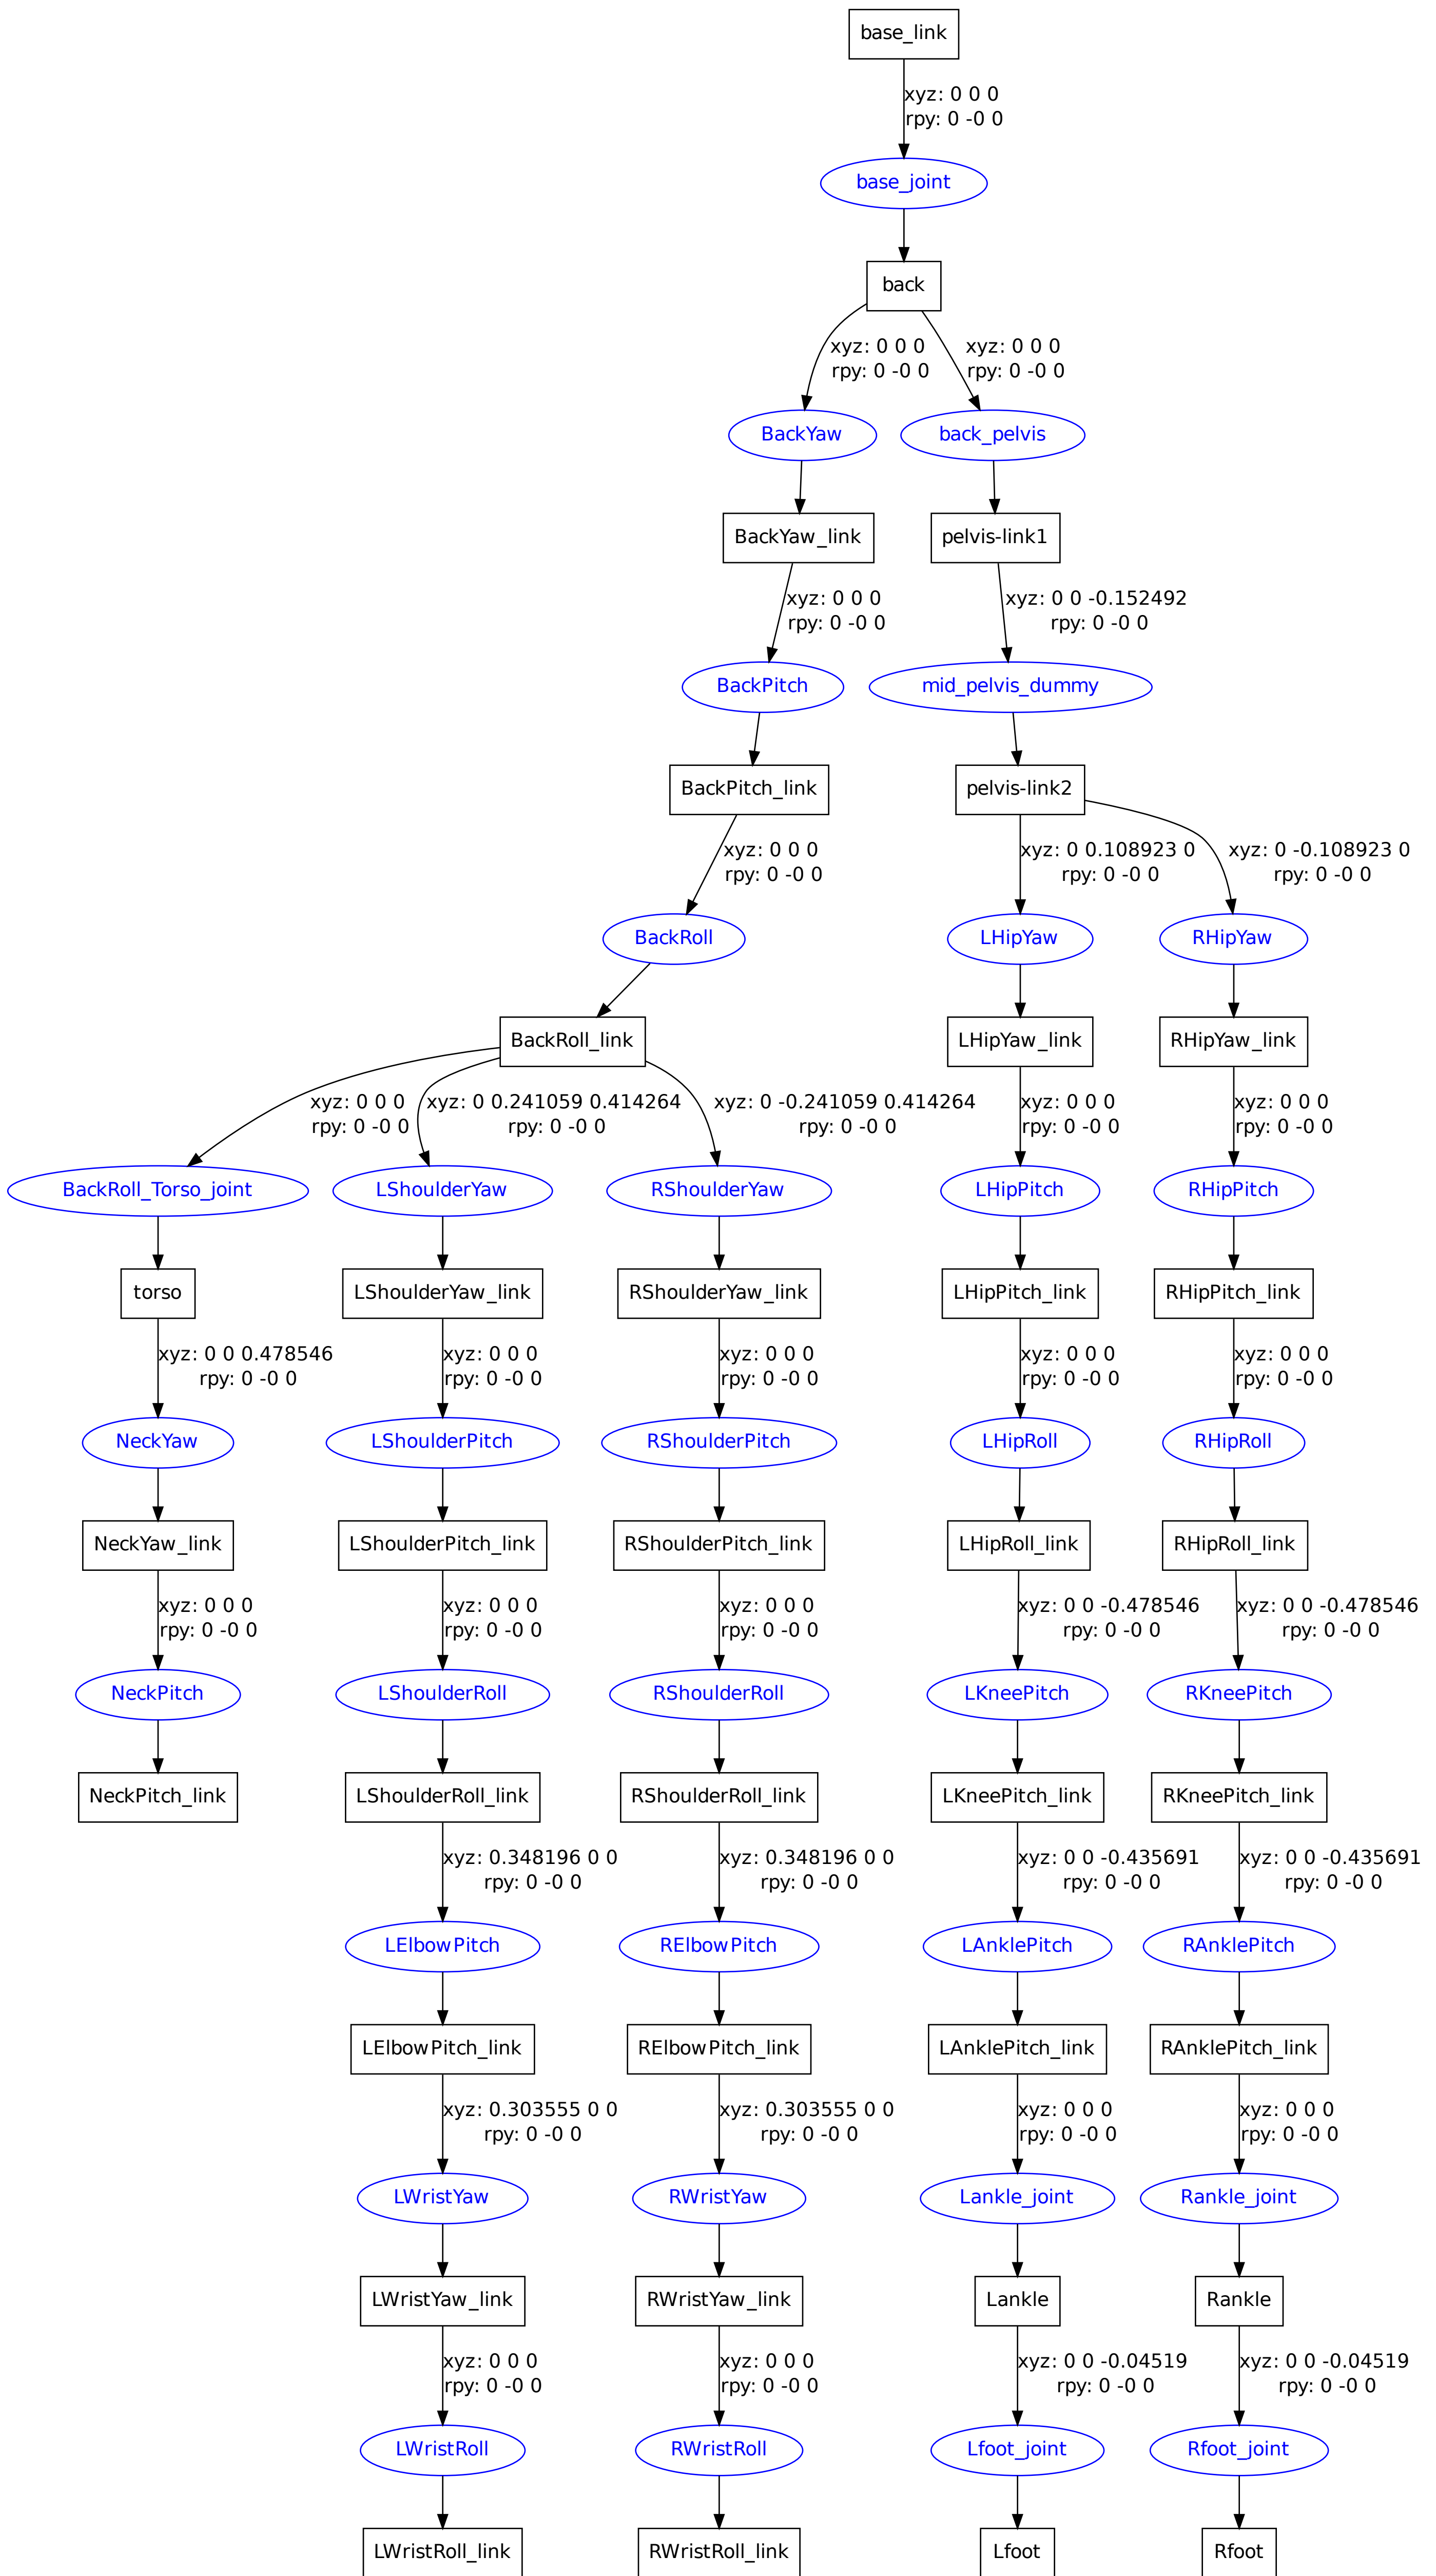 base_link
xyz: 0 0 0
rpy: 0 -0 0
base_joint
back
xyz: 0 0 0
rpy: 0 -0 0
xyz: 0 0 0
rpy: 0 -0 0
BackYaw
back_pelvis
BackYaw_link
pelvis-link1
xyz: 0 0 0
rpy: 0 -0 0
xyz: 0 0 -0.152492
rpy: 0 -0 0
BackPitch
mid_pelvis_dummy
BackPitch_link
pelvis-link2
xyz: 0 0 0
rpy: 0 -0 0
xyz: 0 0.108923 0
rpy: 0 -0 0
xyz: 0 -0.108923 0
rpy: 0 -0 0
BackRoll
LHipYaw
RHipYaw
BackRoll_link
LHipYaw_link
RHipYaw_link
xyz: 0 0 0
rpy: 0 -0 0
xyz: 0 0.241059 0.414264
rpy: 0 -0 0
xyz: 0 -0.241059 0.414264
rpy: 0 -0 0
xyz: 0 0 0
rpy: 0 -0 0
xyz: 0 0 0
rpy: 0 -0 0
BackRoll_Torso_joint
LShoulderYaw
RShoulderYaw
LHipPitch
RHipPitch
torso
LShoulderYaw_link
RShoulderYaw_link
LHipPitch_link
RHipPitch_link
xyz: 0 0 0.478546
rpy: 0 -0 0
xyz: 0 0 0
rpy: 0 -0 0
xyz: 0 0 0
rpy: 0 -0 0
xyz: 0 0 0
rpy: 0 -0 0
xyz: 0 0 0
rpy: 0 -0 0
NeckYaw
LShoulderPitch
RShoulderPitch
LHipRoll
RHipRoll
NeckYaw_link
LShoulderPitch_link
RShoulderPitch_link
LHipRoll_link
RHipRoll_link
xyz: 0 0 0
rpy: 0 -0 0
xyz: 0 0 0
rpy: 0 -0 0
xyz: 0 0 0
rpy: 0 -0 0
xyz: 0 0 -0.478546
rpy: 0 -0 0
xyz: 0 0 -0.478546
rpy: 0 -0 0
NeckPitch
LShoulderRoll
RShoulderRoll
LKneePitch
RKneePitch
NeckPitch_link
LShoulderRoll_link
RShoulderRoll_link
LKneePitch_link
RKneePitch_link
xyz: 0.348196 0 0
rpy: 0 -0 0
xyz: 0.348196 0 0
rpy: 0 -0 0
xyz: 0 0 -0.435691
rpy: 0 -0 0
xyz: 0 0 -0.435691
rpy: 0 -0 0
LElbowPitch
RElbowPitch
LAnklePitch
RAnklePitch
LElbowPitch_link
RElbowPitch_link
LAnklePitch_link
RAnklePitch_link
xyz: 0.303555 0 0
rpy: 0 -0 0
xyz: 0.303555 0 0
rpy: 0 -0 0
xyz: 0 0 0
rpy: 0 -0 0
xyz: 0 0 0
rpy: 0 -0 0
LWristYaw
RWristYaw
Lankle_joint
Rankle_joint
LWristYaw_link
RWristYaw_link
Lankle
Rankle
xyz: 0 0 0
rpy: 0 -0 0
xyz: 0 0 0
rpy: 0 -0 0
xyz: 0 0 -0.04519
rpy: 0 -0 0
xyz: 0 0 -0.04519
rpy: 0 -0 0
LWristRoll
RWristRoll
Lfoot_joint
Rfoot_joint
LWristRoll_link
RWristRoll_link
Lfoot
Rfoot